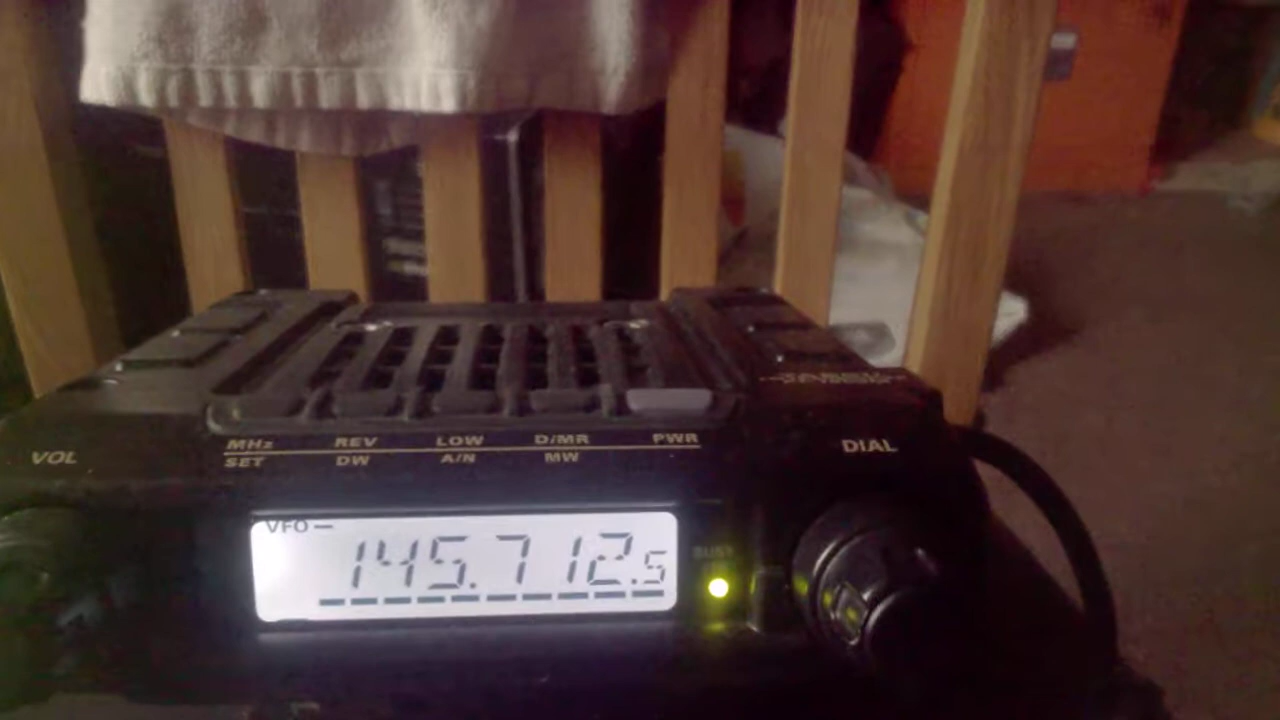 MHz REV LOW D/MR PWR
SET DW A/N MW
VOL
DIAL
VFO
145.712.5
BUSY